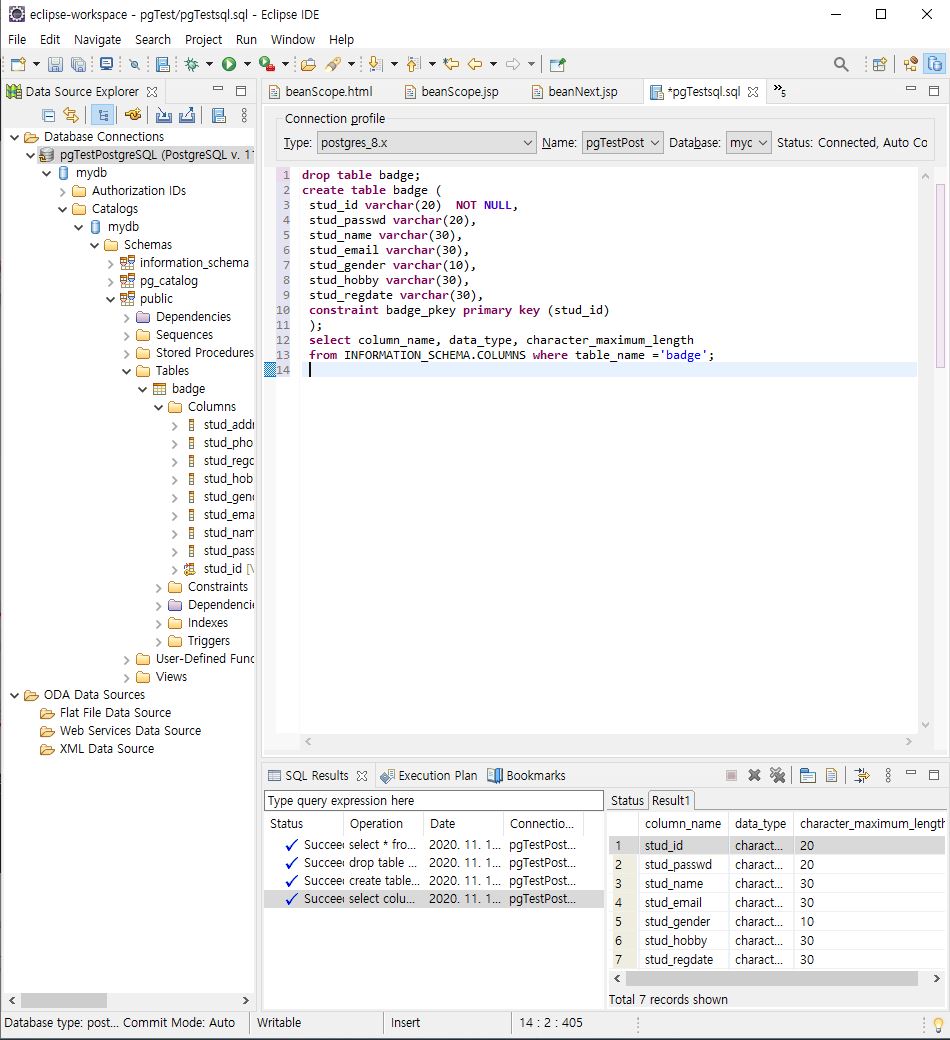 eclipse-workspace - pgTest/pgTestsql.sql - Eclipse IDE
File Edit Navigate Search Project Run Window Help
Data Source Explorer
Database Connections
pgTestPostgreSQL (PostgreSQL v. 1
mydb
Authorization IDs
Catalogs
mydb
Schemas
information_schema
pg_catalog
public
Dependencies
Sequences
Stored Procedures
Tables
badge
Columns
stud_add
stud_pho
stud_reg
stud_hob
stud_gen
stud_ema
stud_nam
stud_pass
stud_id [V
Constraints
Dependenci
Indexes
Triggers
User-Defined Func
Views
ODA Data Sources
Flat File Data Source
Web Services Data Source
XML Data Source
beanScope.html beanScope.jsp beanNext.jsp *pgTestsql.sql »5
Connection profile
Type: postgres_8.x Name: pgTestPost Database: myc Status: Connected, Auto Co
1 drop table badge;
2 create table badge (
3 stud_id varchar(20)  NOT NULL,
4 stud_passwd varchar(20),
5 stud_name varchar(30),
6 stud_email varchar(30),
7 stud_gender varchar(10),
8 stud_hobby varchar(30),
9 stud_regdate varchar(30),
10 constraint badge_pkey primary key (stud_id)
11 );
12 select column_name, data_type, character_maximum_length
13 from INFORMATION_SCHEMA.COLUMNS where table_name ='badge';
14
SQL Results Execution Plan Bookmarks
Type query expression here
Status Operation Date Connectio...
Succee select * fro... 2020. 11. 1... pgTestPost...
Succee drop table ... 2020. 11. 1... pgTestPost...
Succee create table... 2020. 11. 1... pgTestPost...
Succee select colu... 2020. 11. 1... pgTestPost...
Status Result1
column_name data_type character_maximum_length
1 stud_id charact... 20
2 stud_passwd charact... 20
3 stud_name charact... 30
4 stud_email charact... 30
5 stud_gender charact... 10
6 stud_hobby charact... 30
7 stud_regdate charact... 30
Total 7 records shown
Database type: post... Commit Mode: Auto Writable Insert 14 : 2 : 405